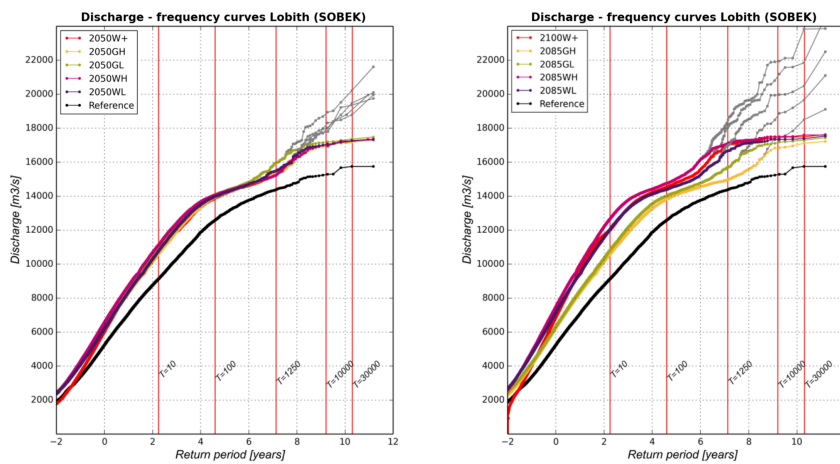 Discharge - frequency curves Lobith (SOBEK)
22000
20000
18000
16000
14000
12000
10000
8000
6000
4000
2000
Discharge [m3/s]
2050W+
2050GH
2050GL
2050WH
2050WL
Reference
T=10
T=100
T=1250
T=10000
T=30000
−2 0 2 4 6 8 10 12
Return period [years]
Discharge - frequency curves Lobith (SOBEK)
22000
20000
18000
16000
14000
12000
10000
8000
6000
4000
2000
Discharge [m3/s]
2100W+
2085GH
2085GL
2085WH
2085WL
Reference
T=10
T=100
T=1250
T=10000
T=30000
−2 0 2 4 6 8 10 12
Return period [years]